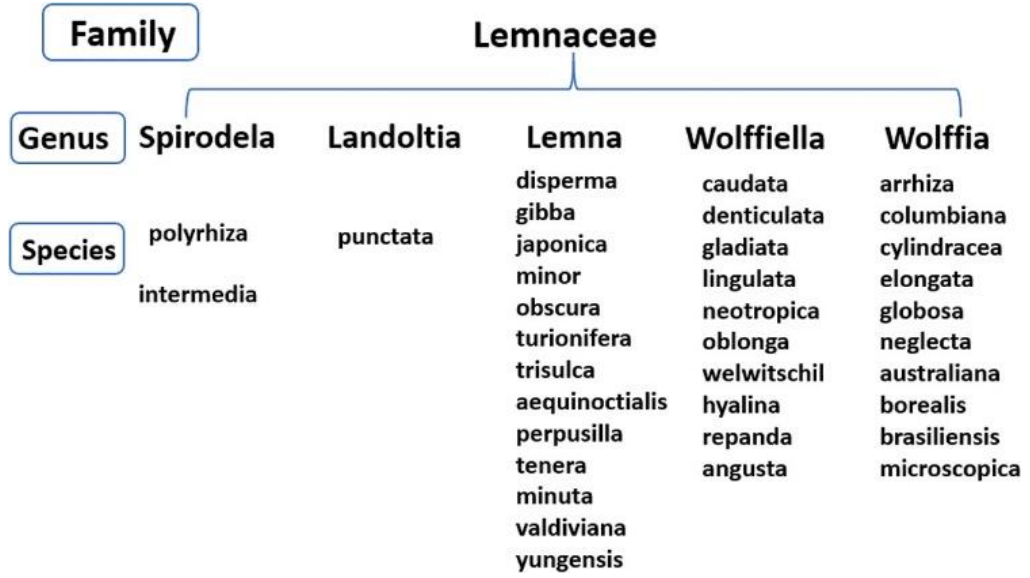 Family
Lemnaceae
Genus Spirodela Landoltia Lemna Wolffiella Wolffia
disperma caudata arrhiza
gibba denticulata columbiana
Species polyrhiza punctata japonica gladiata cylindracea
minor lingulata elongata
intermedia obscura neotropica globosa
turionifera oblonga neglecta
trisulca welwitschil australiana
aequinoctialis hyalina borealis
perpusilla repanda brasiliensis
tenera angusta microscopica
minuta
valdiviana
yungensis